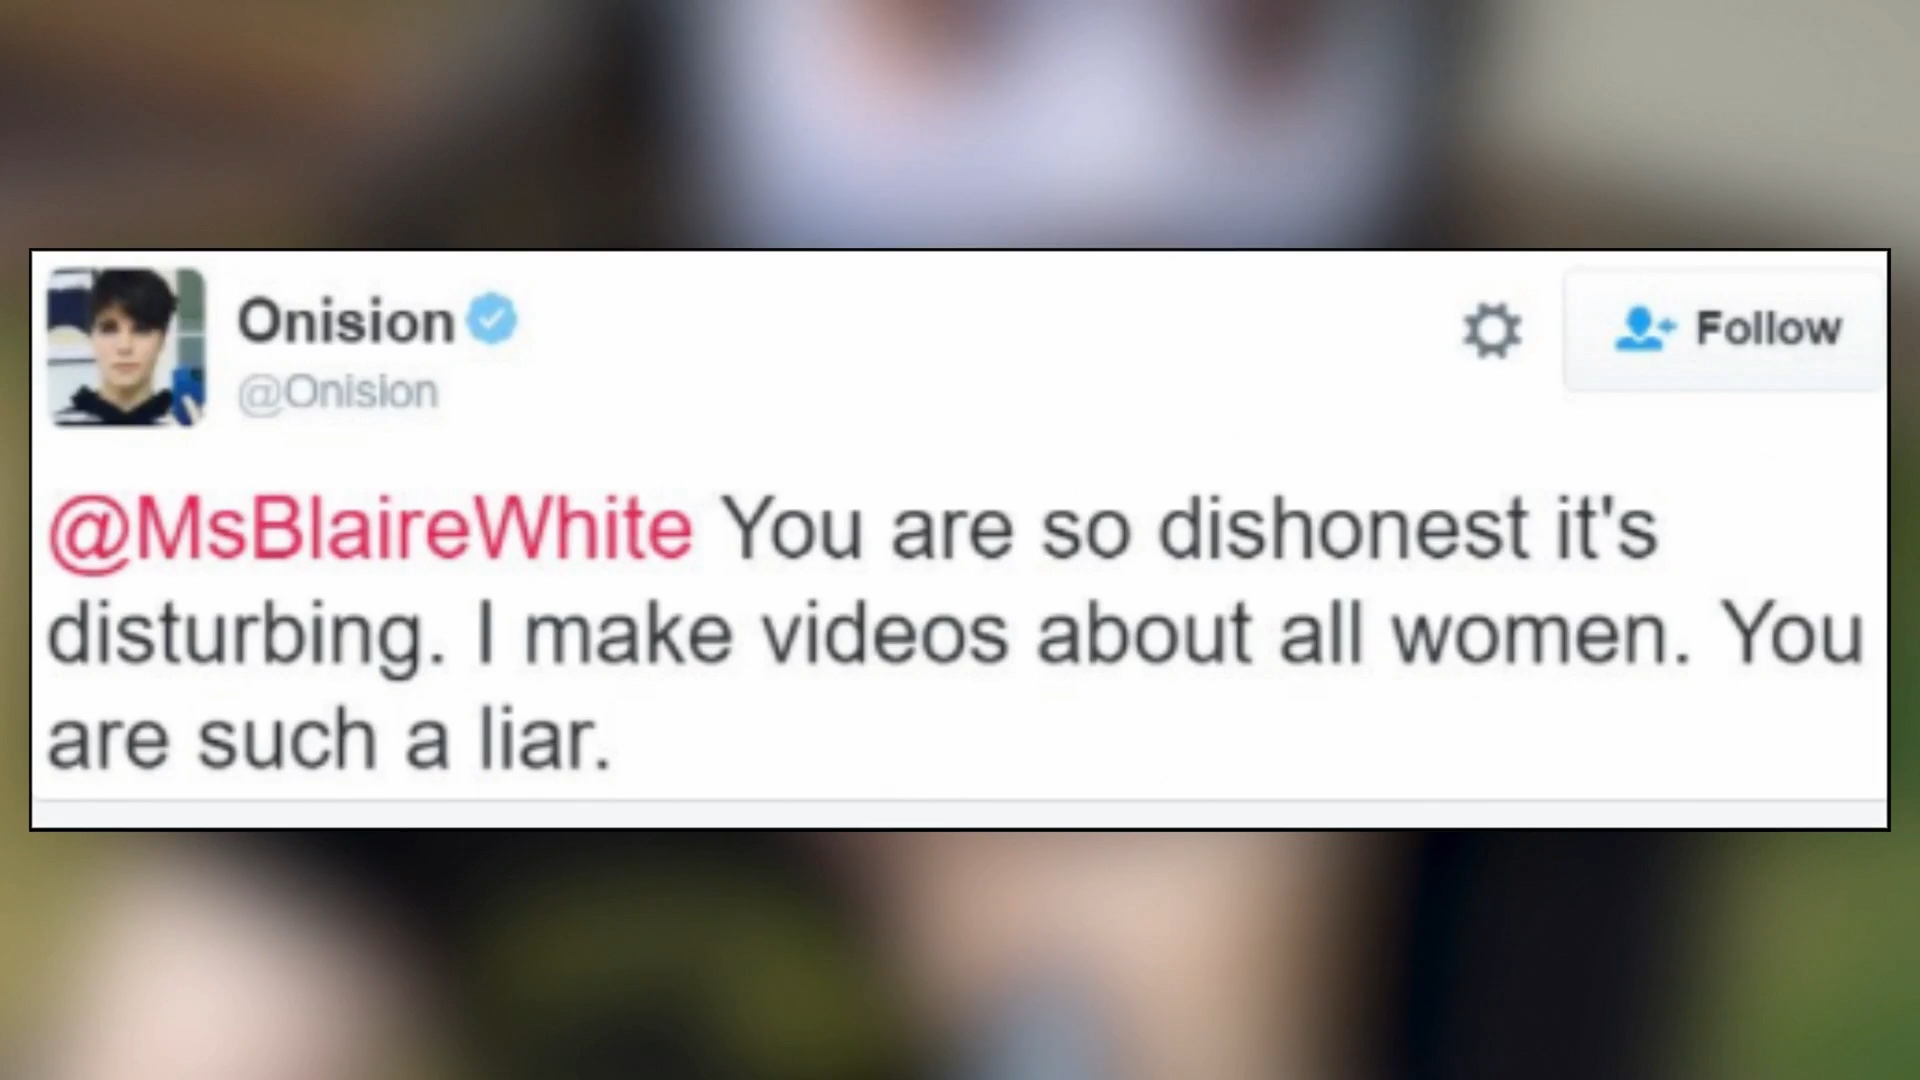 Onision
@Onision
Follow
@MsBlaireWhite You are so dishonest it's
disturbing. I make videos about all women. You
are such a liar.